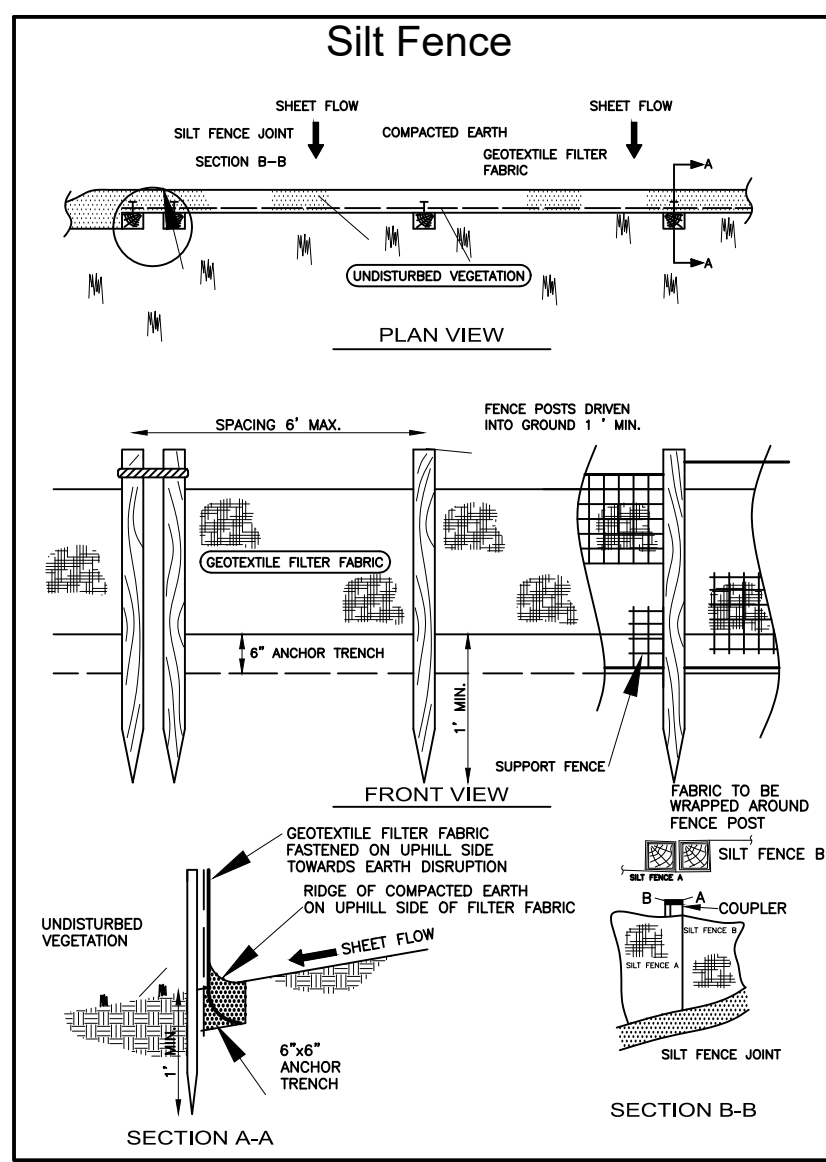 Silt Fence
SHEET FLOW
SHEET FLOW
SILT FENCE JOINT
COMPACTED EARTH
SECTION B-B
GEOTEXTILE FILTER
FABRIC
A
A
UNDISTURBED VEGETATION
PLAN VIEW
SPACING 6' MAX.
FENCE POSTS DRIVEN
INTO GROUND 1 ' MIN.
GEOTEXTILE FILTER FABRIC
6" ANCHOR TRENCH
1' MIN.
SUPPORT FENCE
FRONT VIEW
FABRIC TO BE
WRAPPED AROUND
FENCE POST
SILT FENCE B
SILT FENCE A
GEOTEXTILE FILTER FABRIC
FASTENED ON UPHILL SIDE
TOWARDS EARTH DISRUPTION
RIDGE OF COMPACTED EARTH
ON UPHILL SIDE OF FILTER FABRIC
UNDISTURBED
VEGETATION
SHEET FLOW
1' MIN.
6"x6"
ANCHOR
TRENCH
SECTION A-A
B
A
COUPLER
SILT FENCE B
SILT FENCE A
SILT FENCE JOINT
SECTION B-B